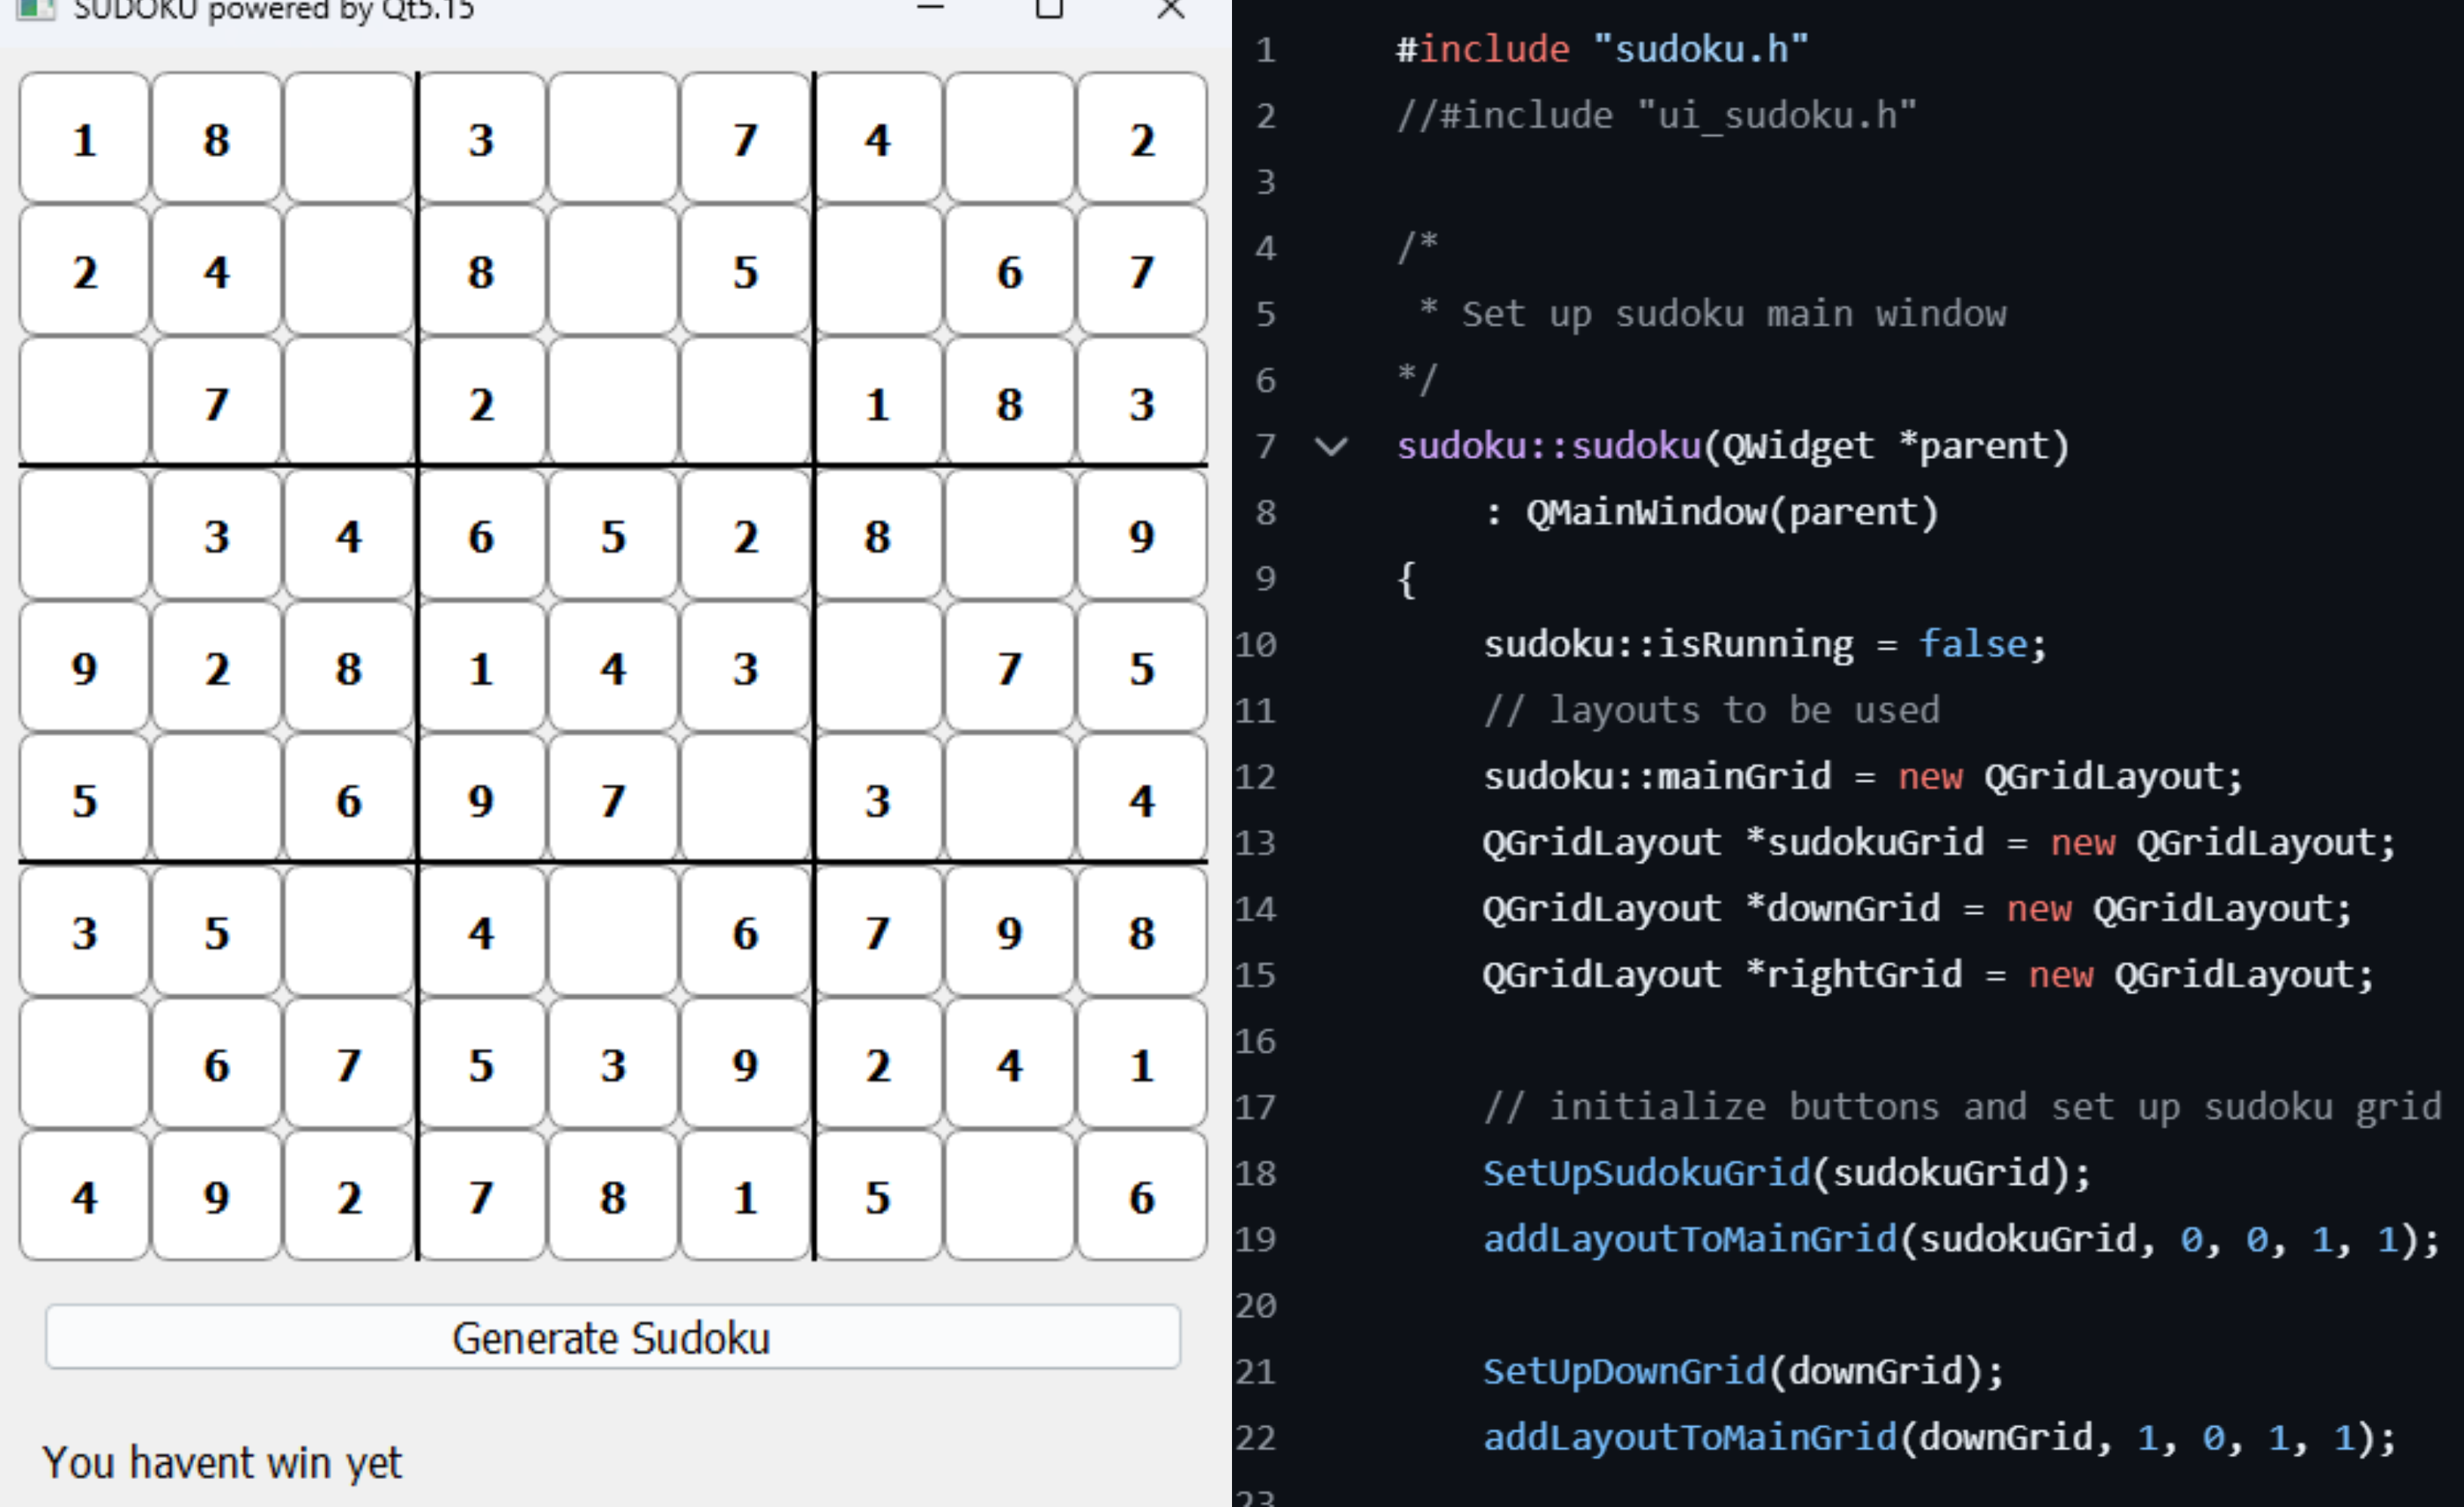 SUDOKU powered by Qt5.15
1 8 3 7 4 2
2 4 8 5 6 7
7 2 1 8 3
3 4 6 5 2 8 9
9 2 8 1 4 3 7 5
5 6 9 7 3 4
3 5 4 6 7 9 8
6 7 5 3 9 2 4 1
4 9 2 7 8 1 5 6
Generate Sudoku
You havent win yet
1 #include "sudoku.h"
2 //#include "ui_sudoku.h"
3
4 /*
5 * Set up sudoku main window
6 */
7 sudoku::sudoku(QWidget *parent)
8 : QMainWindow(parent)
9 {
10 sudoku::isRunning = false;
11 // layouts to be used
12 sudoku::mainGrid = new QGridLayout;
13 QGridLayout *sudokuGrid = new QGridLayout;
14 QGridLayout *downGrid = new QGridLayout;
15 QGridLayout *rightGrid = new QGridLayout;
16
17 // initialize buttons and set up sudoku grid
18 SetUpSudokuGrid(sudokuGrid);
19 addLayoutToMainGrid(sudokuGrid, 0, 0, 1, 1);
20
21 SetUpDownGrid(downGrid);
22 addLayoutToMainGrid(downGrid, 1, 0, 1, 1);
23